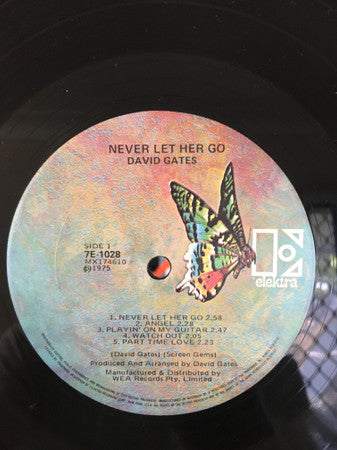 NEVER LET HER GO
DAVID GATES
SIDE 1
7E-1028
MX174610
©1975
elektra
1. NEVER LET HER GO 2.58
2. ANGEL 2.28
3. PLAYIN' ON MY GUITAR 2.47
4. WATCH OUT 2.05
5. PART TIME LOVE 2.23
(David Gates) (Screen Gems)
Produced And Arranged by David Gates
Manufactured & Distributed by
WEA Records Pty. Limited